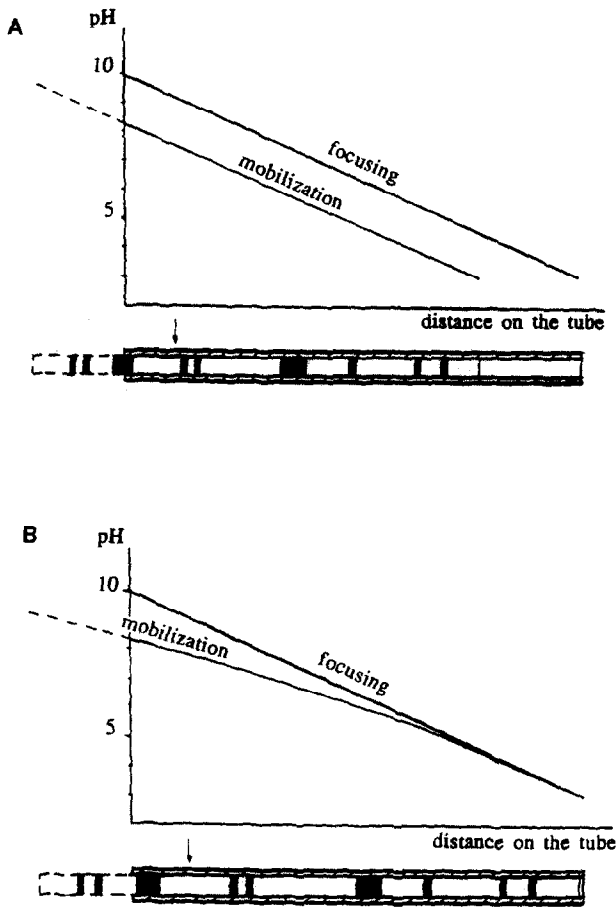 A
pH
10
focusing
mobilization
5
distance on the tube
B
pH
10
mobilization
focusing
5
distance on the tube